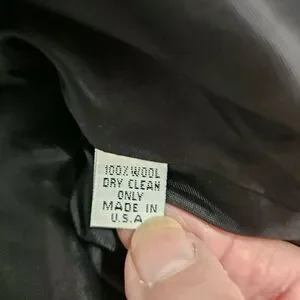 100% WOOL
DRY CLEAN
ONLY
MADE IN
U.S.A